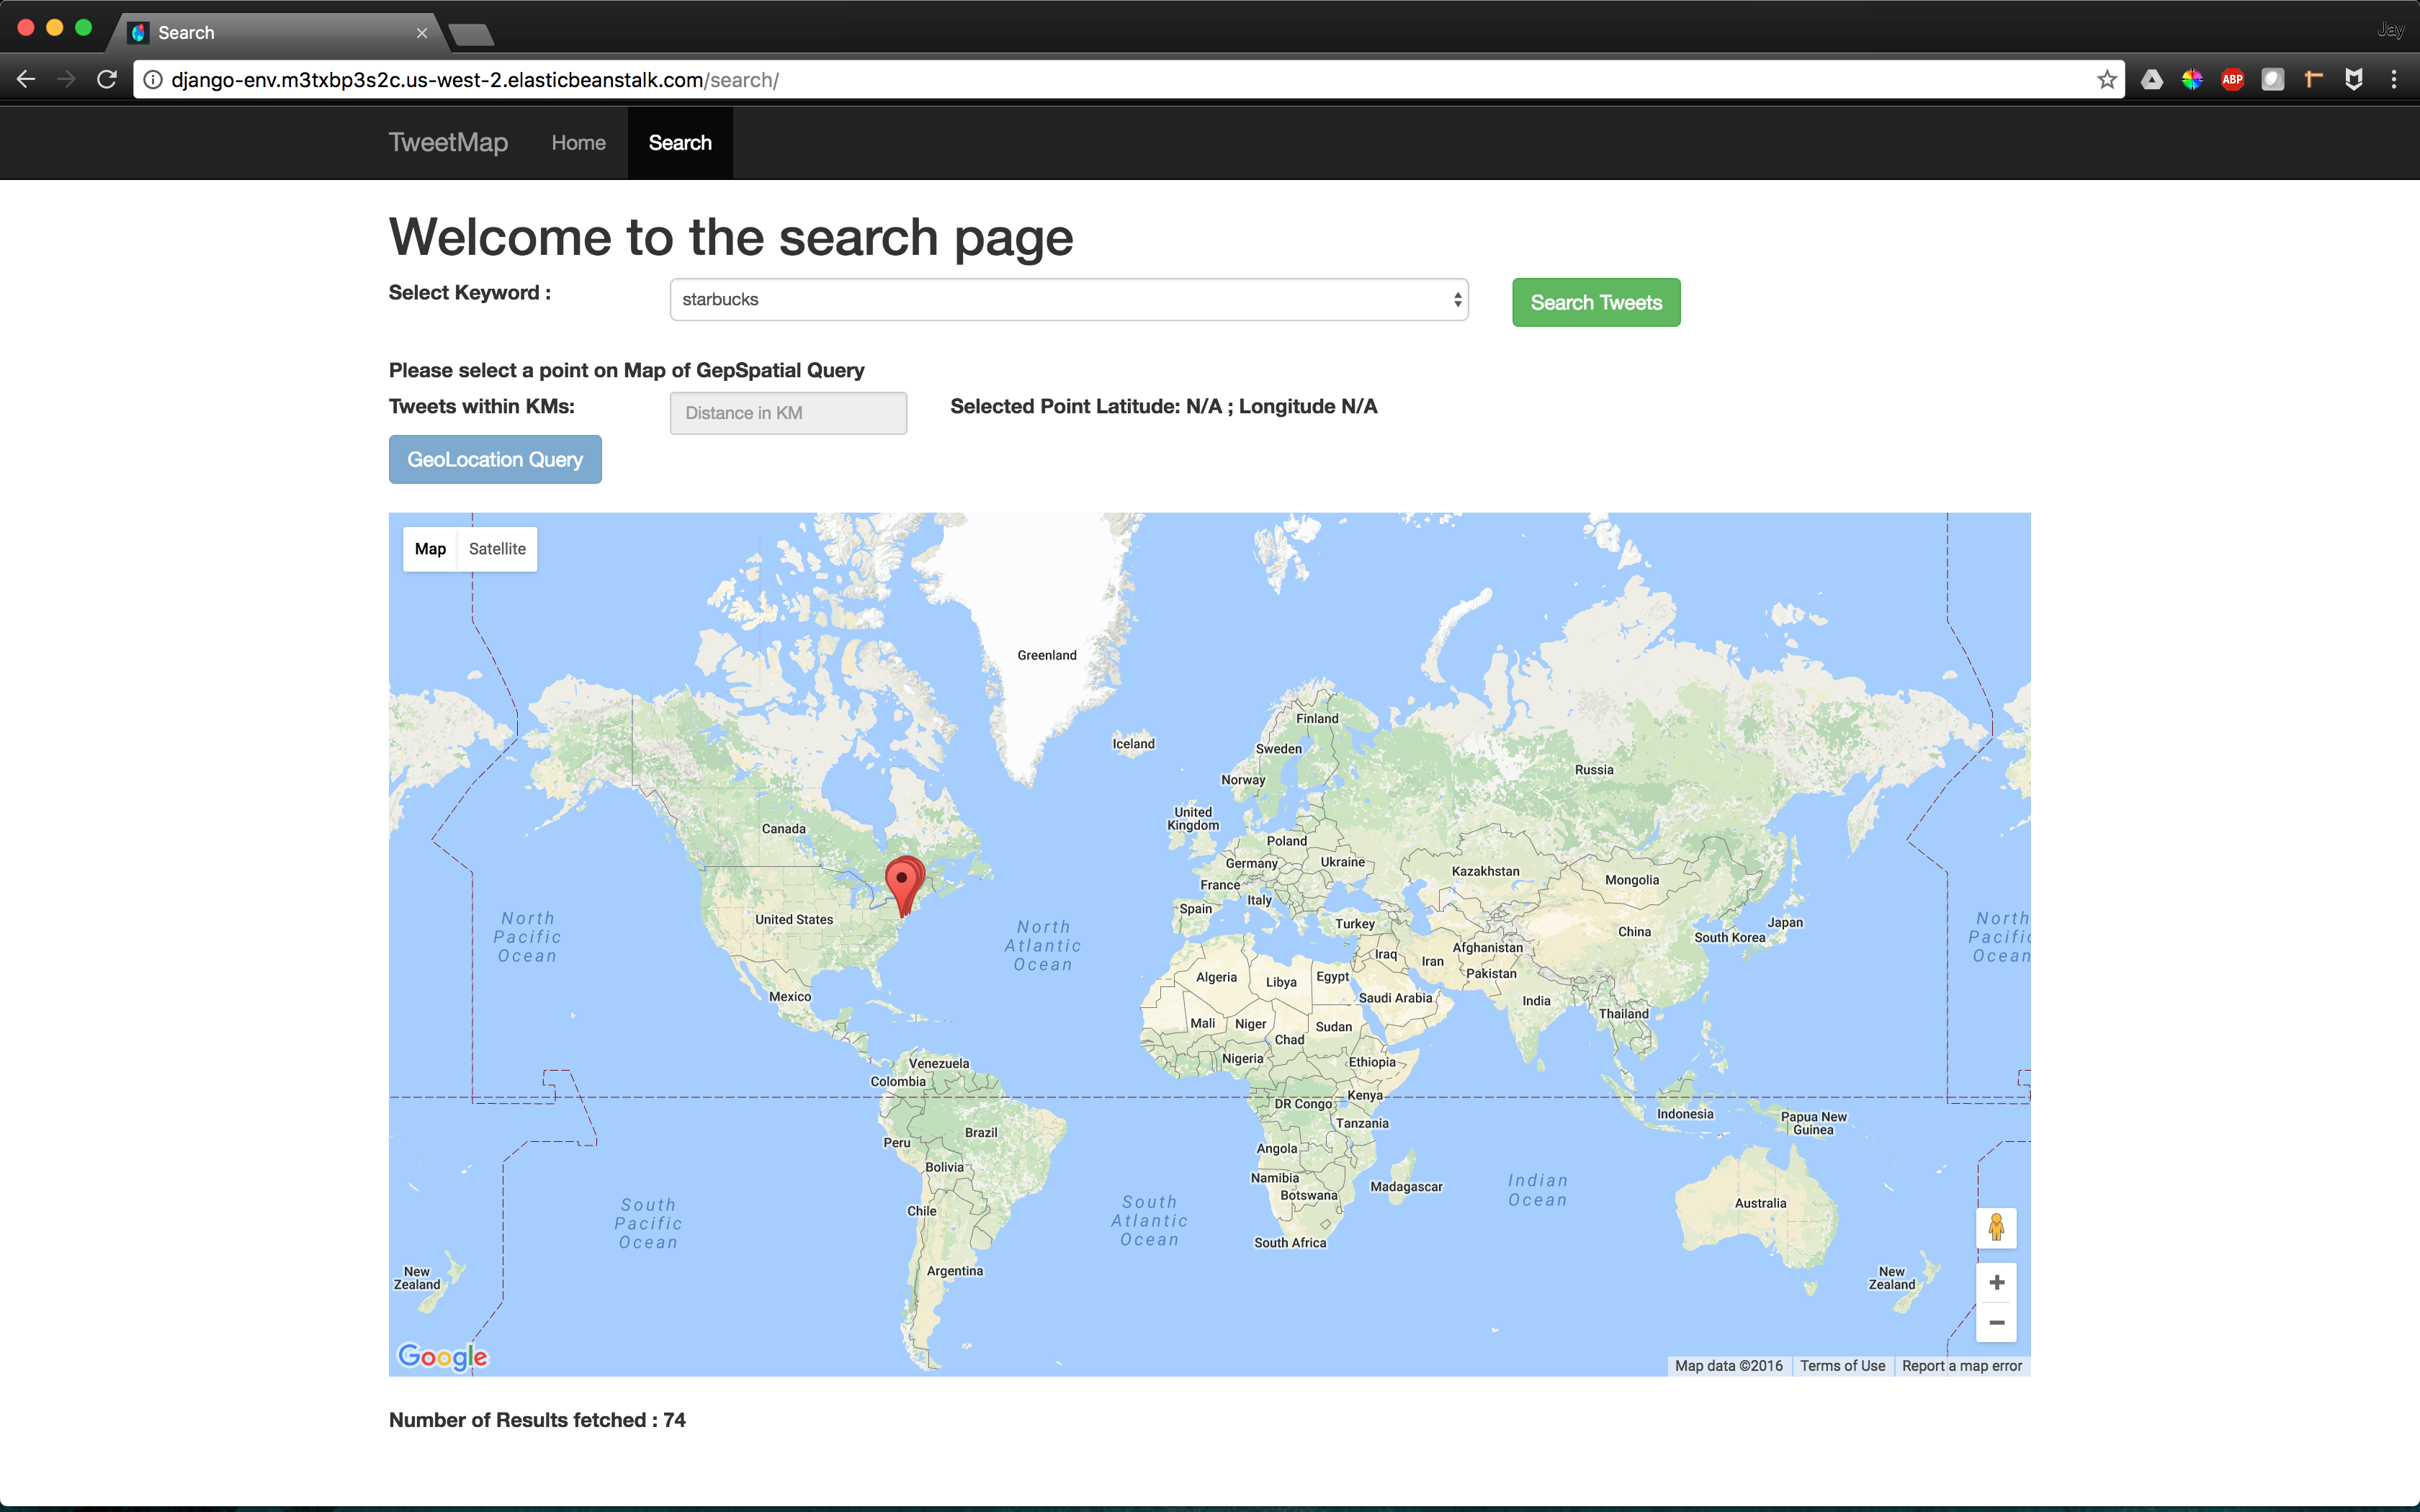 Search
Jay
django-env.m3txbp3s2c.us-west-2.elasticbeanstalk.com/search/
ABP
TweetMap Home Search
Welcome to the search page
Select Keyword : starbucks Search Tweets
Please select a point on Map of GepSpatial Query
Tweets within KMs: Distance in KM Selected Point Latitude: N/A ; Longitude N/A
GeoLocation Query
Map Satellite
Greenland
Finland
Iceland
Sweden
Russia
Norway
United
Kingdom
Canada
Poland
Germany
Ukraine
Kazakhstan
Mongolia
France
Italy
Spain
United States
Turkey
Japan
North
Pacific
Ocean
North
Atlantic
Ocean
China
South Korea
North
Pacific
Ocean
Afghanistan
Iraq
Iran
Pakistan
Algeria
Libya
Egypt
Mexico
Saudi Arabia
India
Thailand
Mali
Niger
Sudan
Chad
Nigeria
Ethiopia
Venezuela
Colombia
Kenya
DR Congo
Indonesia
Papua New
Guinea
Tanzania
Brazil
Peru
Angola
Bolivia
Namibia
Madagascar
Botswana
Indian
Ocean
South
Pacific
Ocean
South
Atlantic
Ocean
Chile
Australia
South Africa
New
Zealand
Argentina
New
Zealand
Google
Map data ©2016 Terms of Use Report a map error
Number of Results fetched : 74